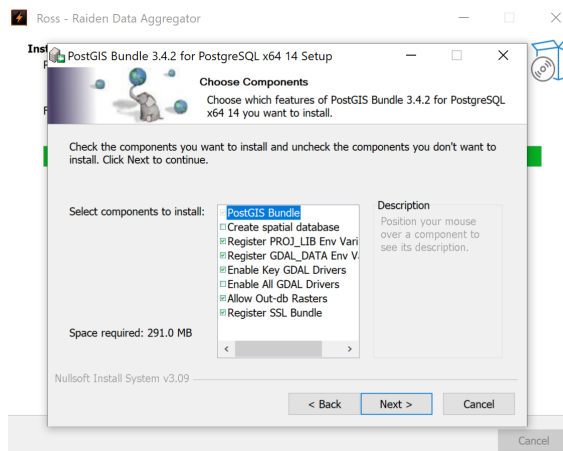 Ross - Raiden Data Aggregator
Inst
PostGIS Bundle 3.4.2 for PostgreSQL x64 14 Setup
Choose Components
Choose which features of PostGIS Bundle 3.4.2 for PostgreSQL
x64 14 you want to install.
Check the components you want to install and uncheck the components you don't want to
install. Click Next to continue.
Select components to install:
PostGIS Bundle
Create spatial database
Register PROJ_LIB Env Vari
Register GDAL_DATA Env V
Enable Key GDAL Drivers
Enable All GDAL Drivers
Allow Out-db Rasters
Register SSL Bundle
Description
Position your mouse
over a component to
see its description.
Space required: 291.0 MB
Nullsoft Install System v3.09
< Back
Next >
Cancel
Cancel